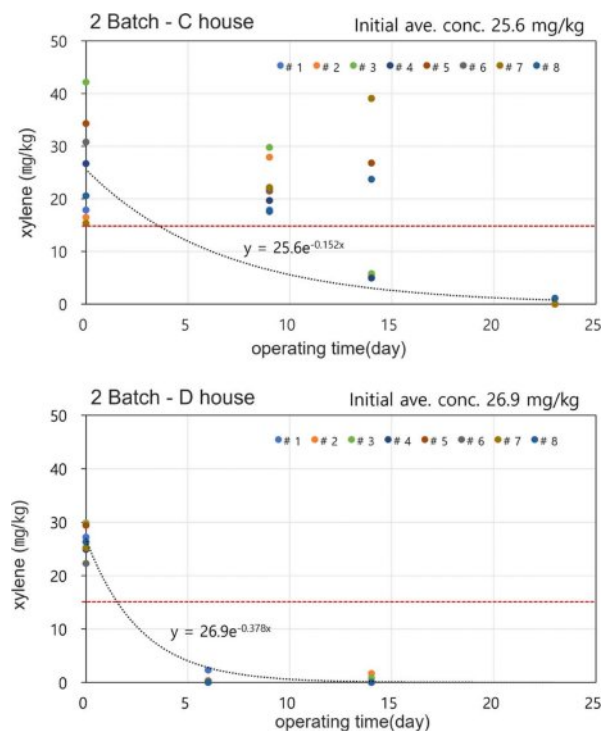 2 Batch - C house Initial ave. conc. 25.6 mg/kg
50
# 1 # 2 # 3 # 4 # 5 # 6 # 7 # 8
40
30
20
10
0
xylene (mg/kg)
y = 25.6e-0.152x
0 5 10 15 20 25
operating time(day)
2 Batch - D house Initial ave. conc. 26.9 mg/kg
50
# 1 # 2 # 3 # 4 # 5 # 6 # 7 # 8
40
30
20
10
0
xylene (mg/kg)
y = 26.9e-0.378x
0 5 10 15 20 25
operating time(day)